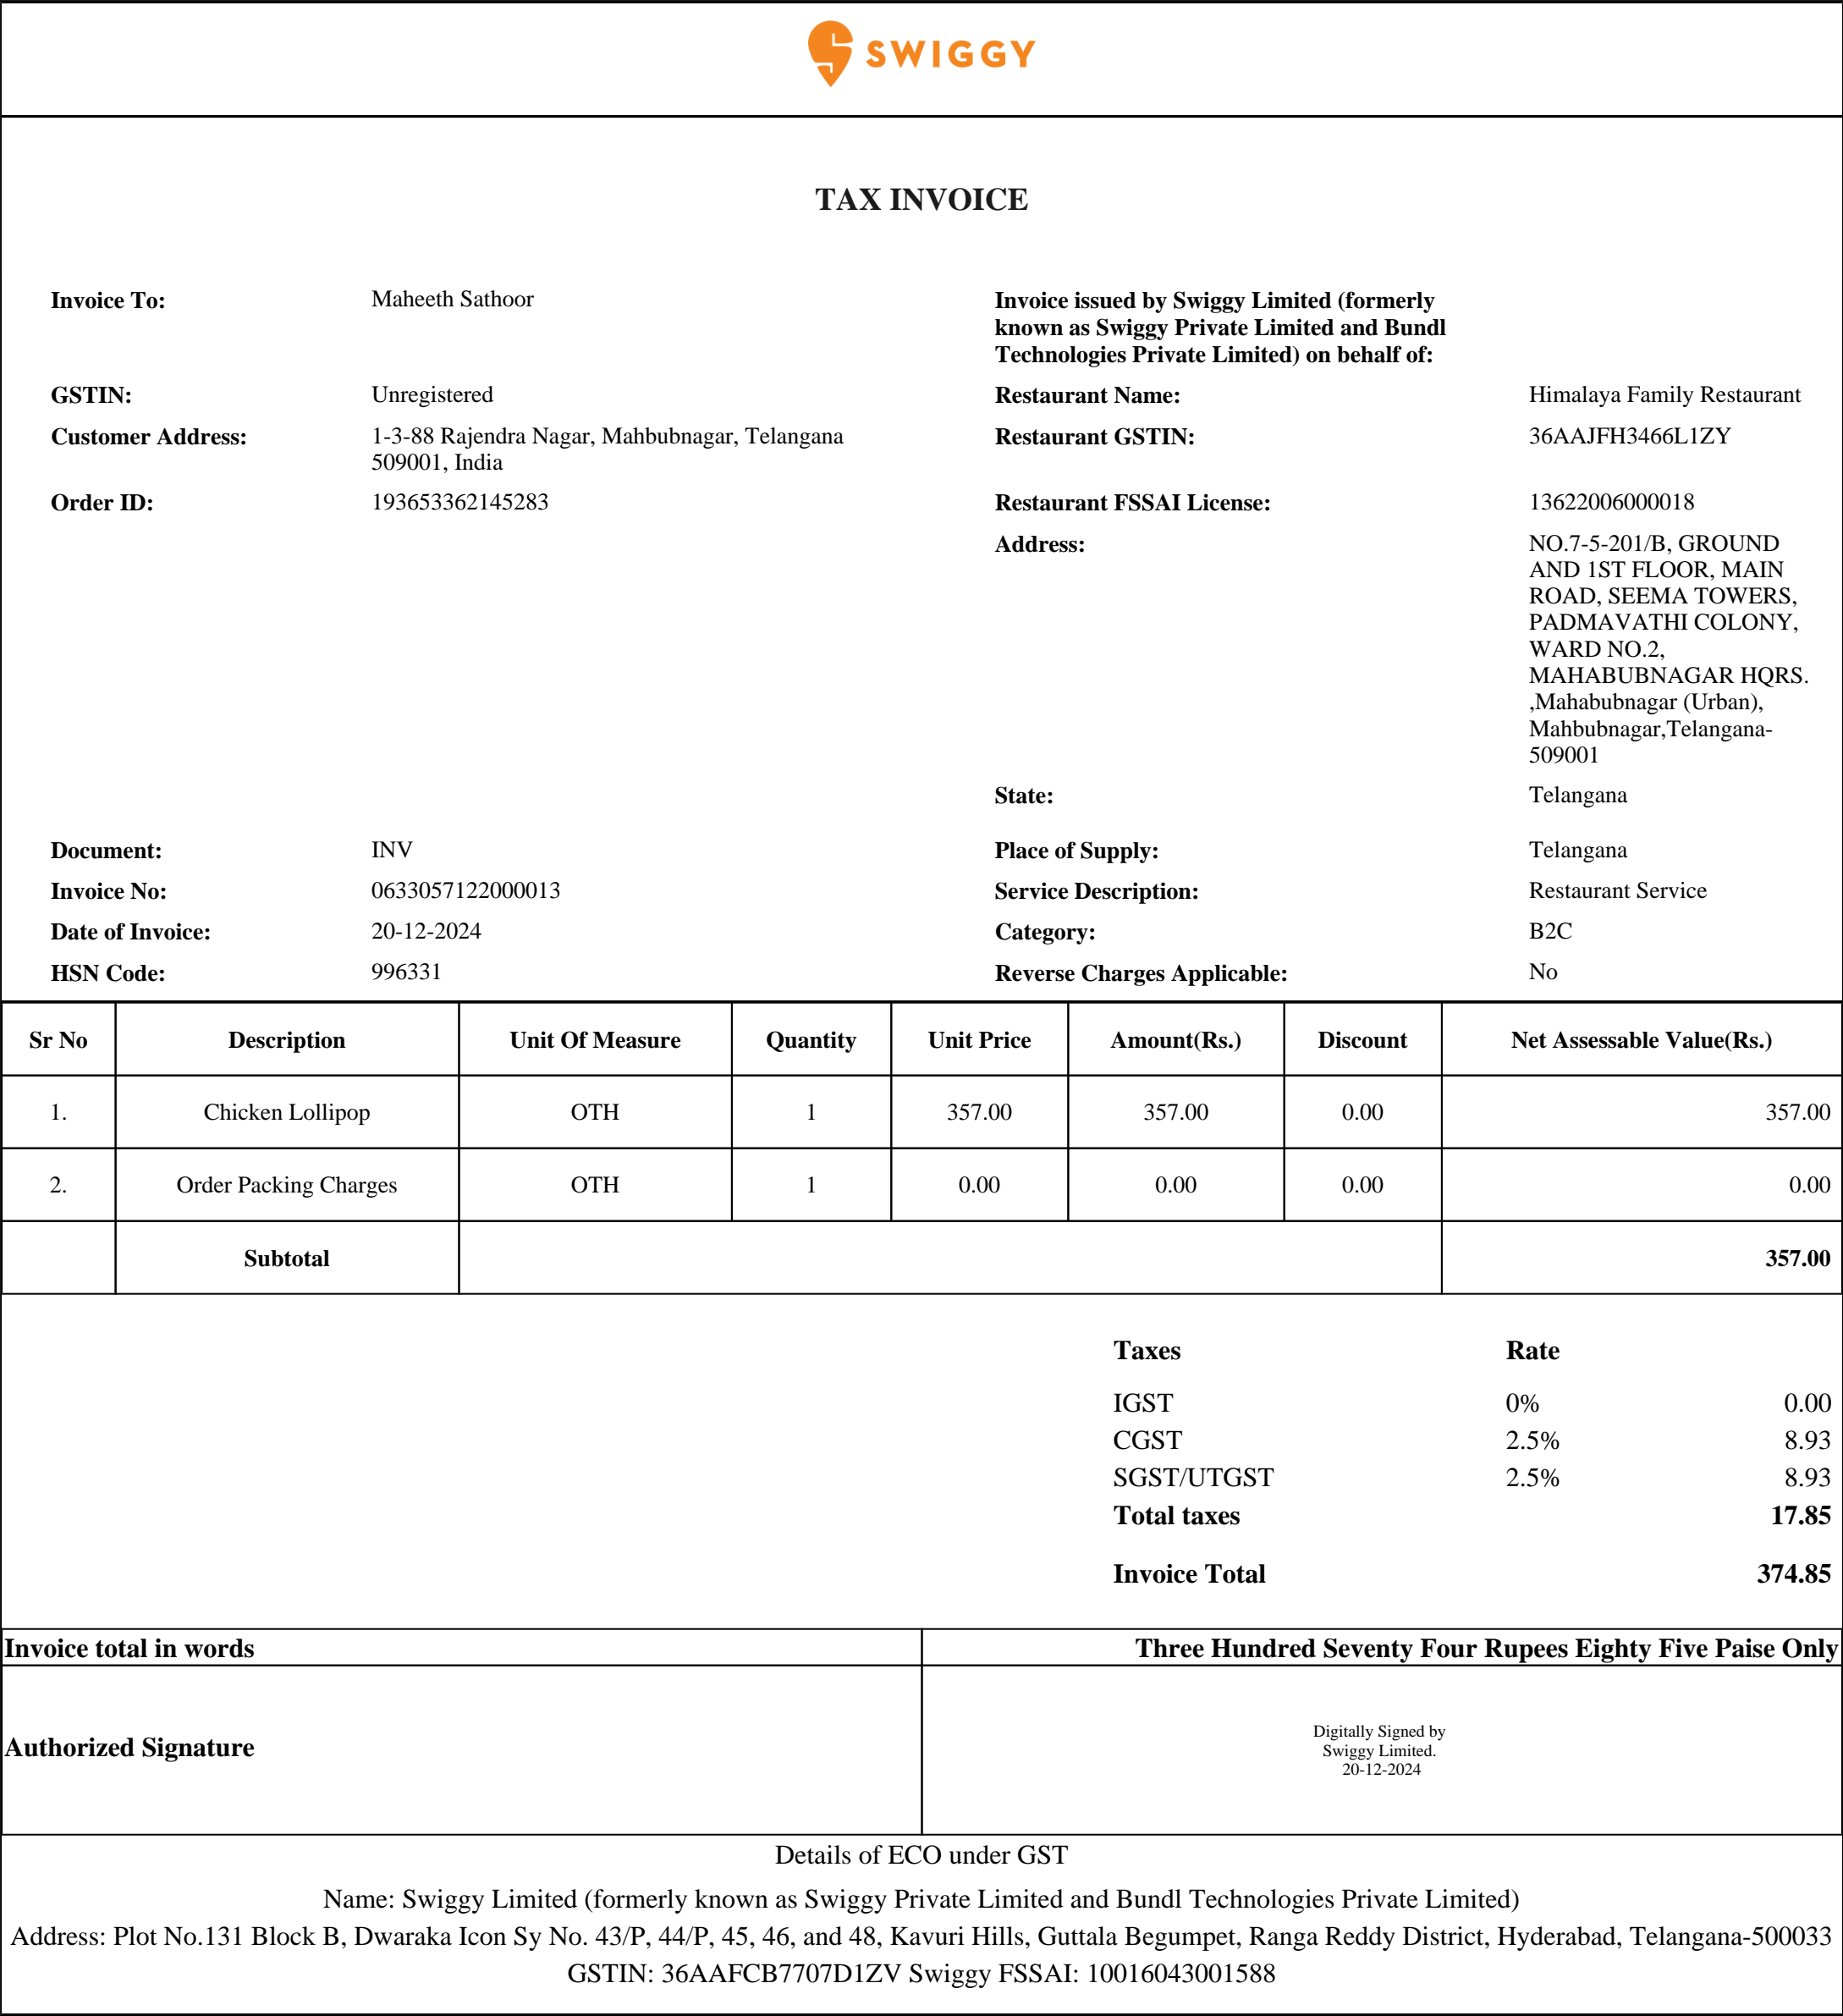 SWIGGY
TAX INVOICE
Invoice To: Maheeth Sathoor
Invoice issued by Swiggy Limited (formerly
known as Swiggy Private Limited and Bundl
Technologies Private Limited) on behalf of:
GSTIN: Unregistered
Restaurant Name: Himalaya Family Restaurant
Customer Address: 1-3-88 Rajendra Nagar, Mahbubnagar, Telangana
509001, India
Restaurant GSTIN: 36AAJFH3466L1ZY
Order ID: 193653362145283
Restaurant FSSAI License: 13622006000018
Address: NO.7-5-201/B, GROUND
AND 1ST FLOOR, MAIN
ROAD, SEEMA TOWERS,
PADMAVATHI COLONY,
WARD NO.2,
MAHABUBNAGAR HQRS.
,Mahabubnagar (Urban),
Mahbubnagar,Telangana-
509001
State: Telangana
Document: INV
Place of Supply: Telangana
Invoice No: 0633057122000013
Service Description: Restaurant Service
Date of Invoice: 20-12-2024
Category: B2C
HSN Code: 996331
Reverse Charges Applicable: No
Sr No Description Unit Of Measure Quantity Unit Price Amount(Rs.) Discount Net Assessable Value(Rs.)
1. Chicken Lollipop OTH 1 357.00 357.00 0.00 357.00
2. Order Packing Charges OTH 1 0.00 0.00 0.00 0.00
Subtotal 357.00
Taxes Rate
IGST 0% 0.00
CGST 2.5% 8.93
SGST/UTGST 2.5% 8.93
Total taxes 17.85
Invoice Total 374.85
Invoice total in words Three Hundred Seventy Four Rupees Eighty Five Paise Only
Authorized Signature
Digitally Signed by
Swiggy Limited.
20-12-2024
Details of ECO under GST
Name: Swiggy Limited (formerly known as Swiggy Private Limited and Bundl Technologies Private Limited)
Address: Plot No.131 Block B, Dwaraka Icon Sy No. 43/P, 44/P, 45, 46, and 48, Kavuri Hills, Guttala Begumpet, Ranga Reddy District, Hyderabad, Telangana-500033
GSTIN: 36AAFCB7707D1ZV Swiggy FSSAI: 10016043001588